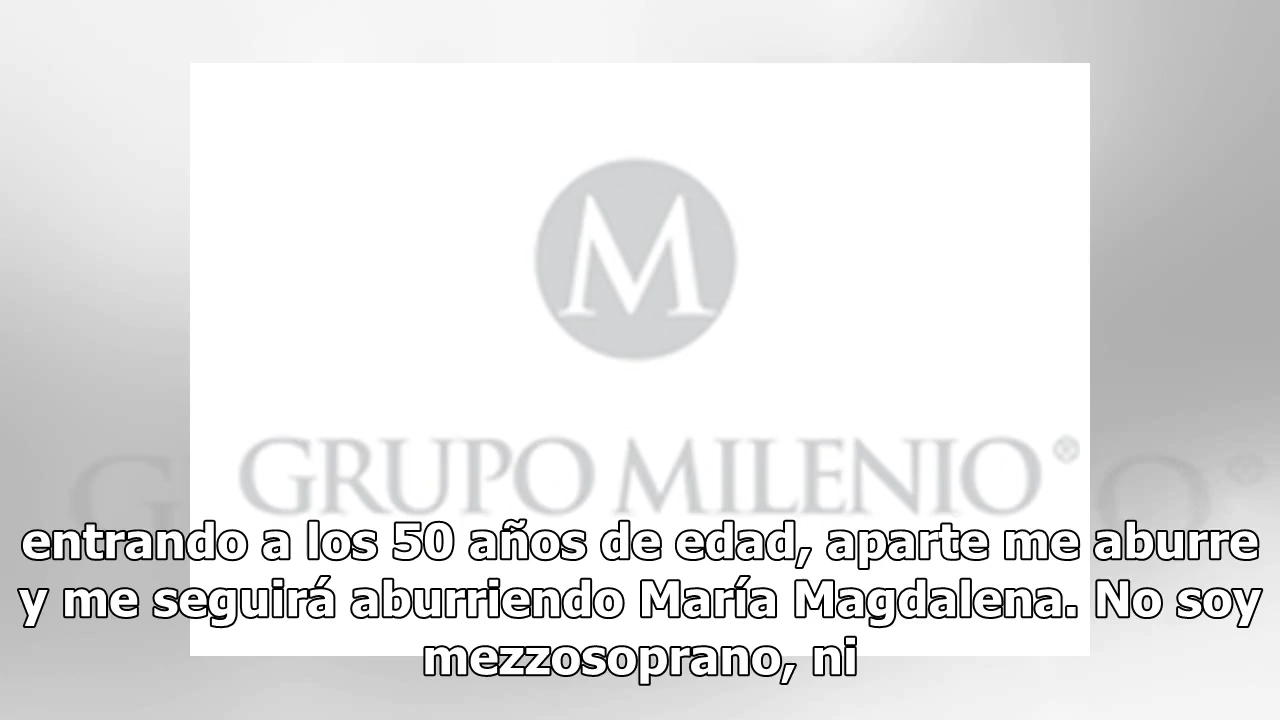 M
GRUPO MILENIO®
entrando a los 50 años de edad, aparte me aburre
y me seguirá aburriendo María Magdalena. No soy
mezzosoprano, ni